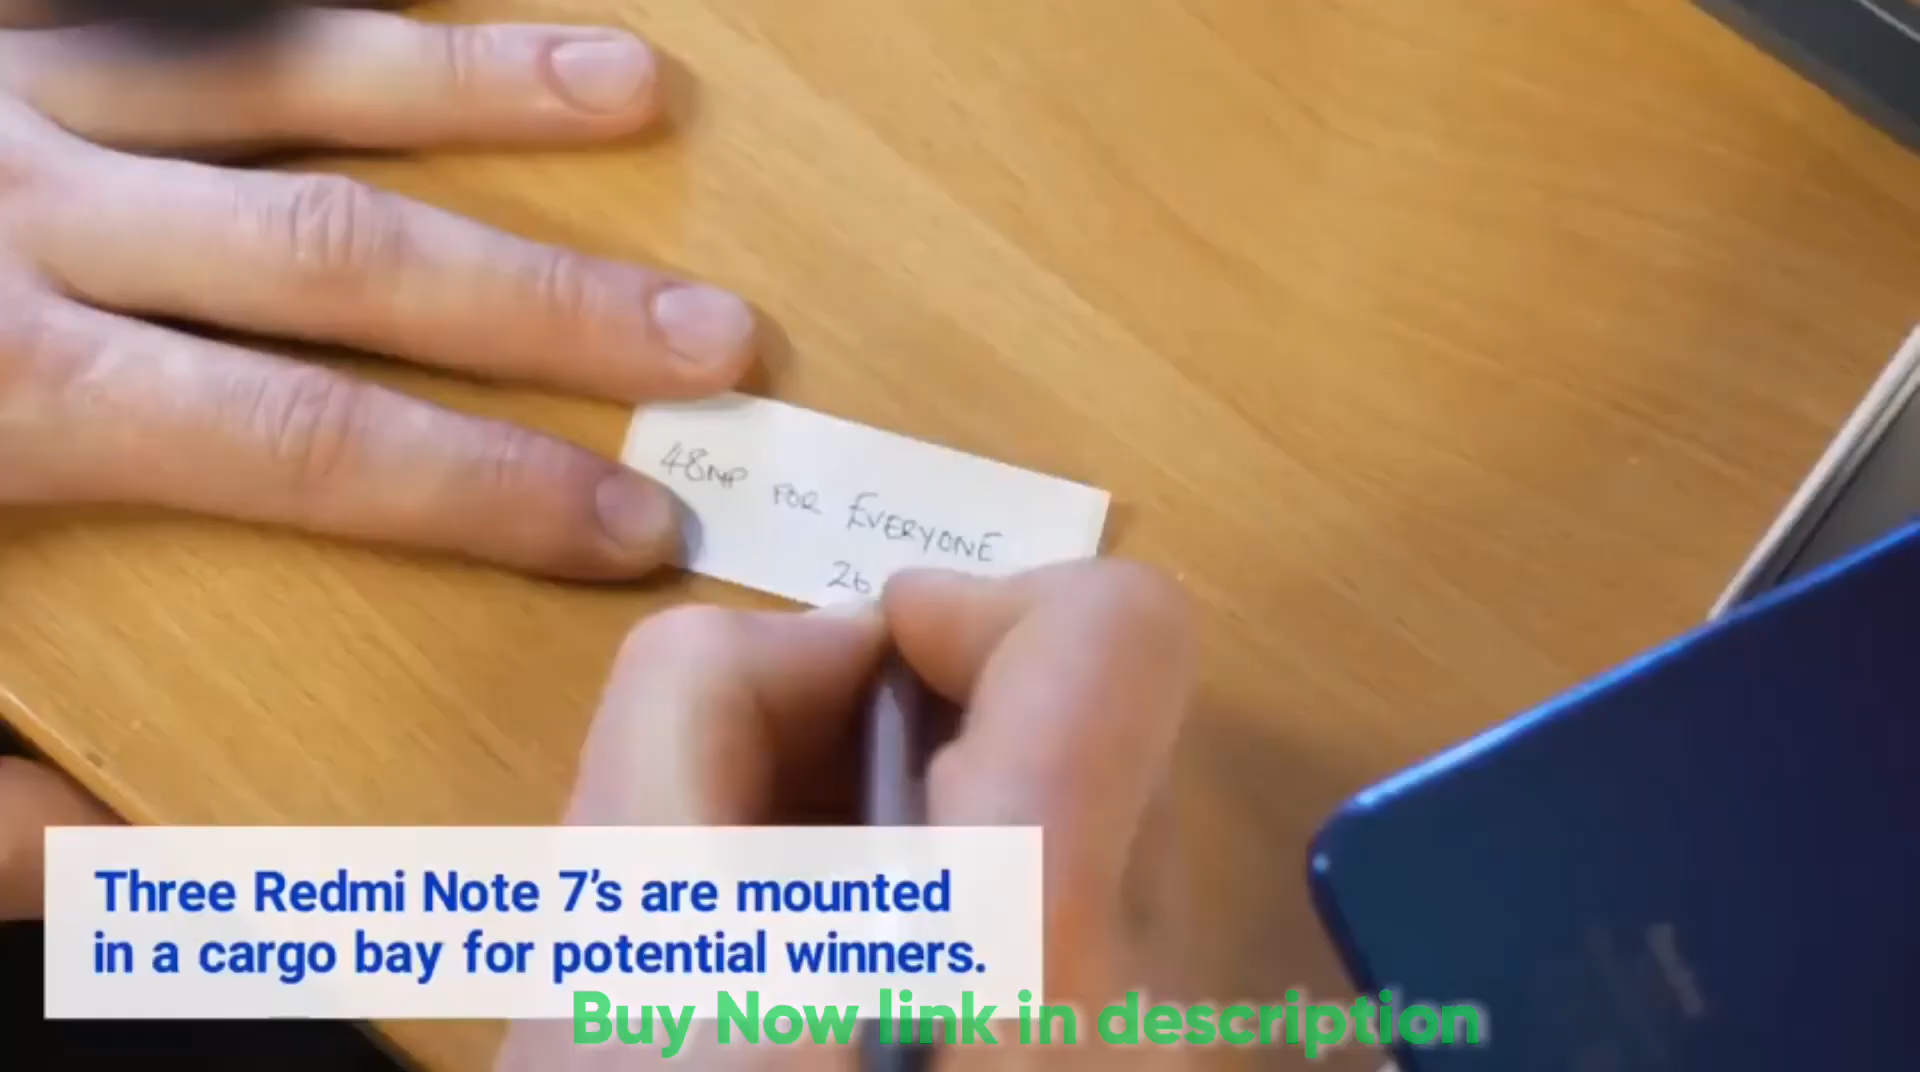 48MP FOR EVERYONE
26
Three Redmi Note 7’s are mounted
in a cargo bay for potential winners.
Buy Now link in description